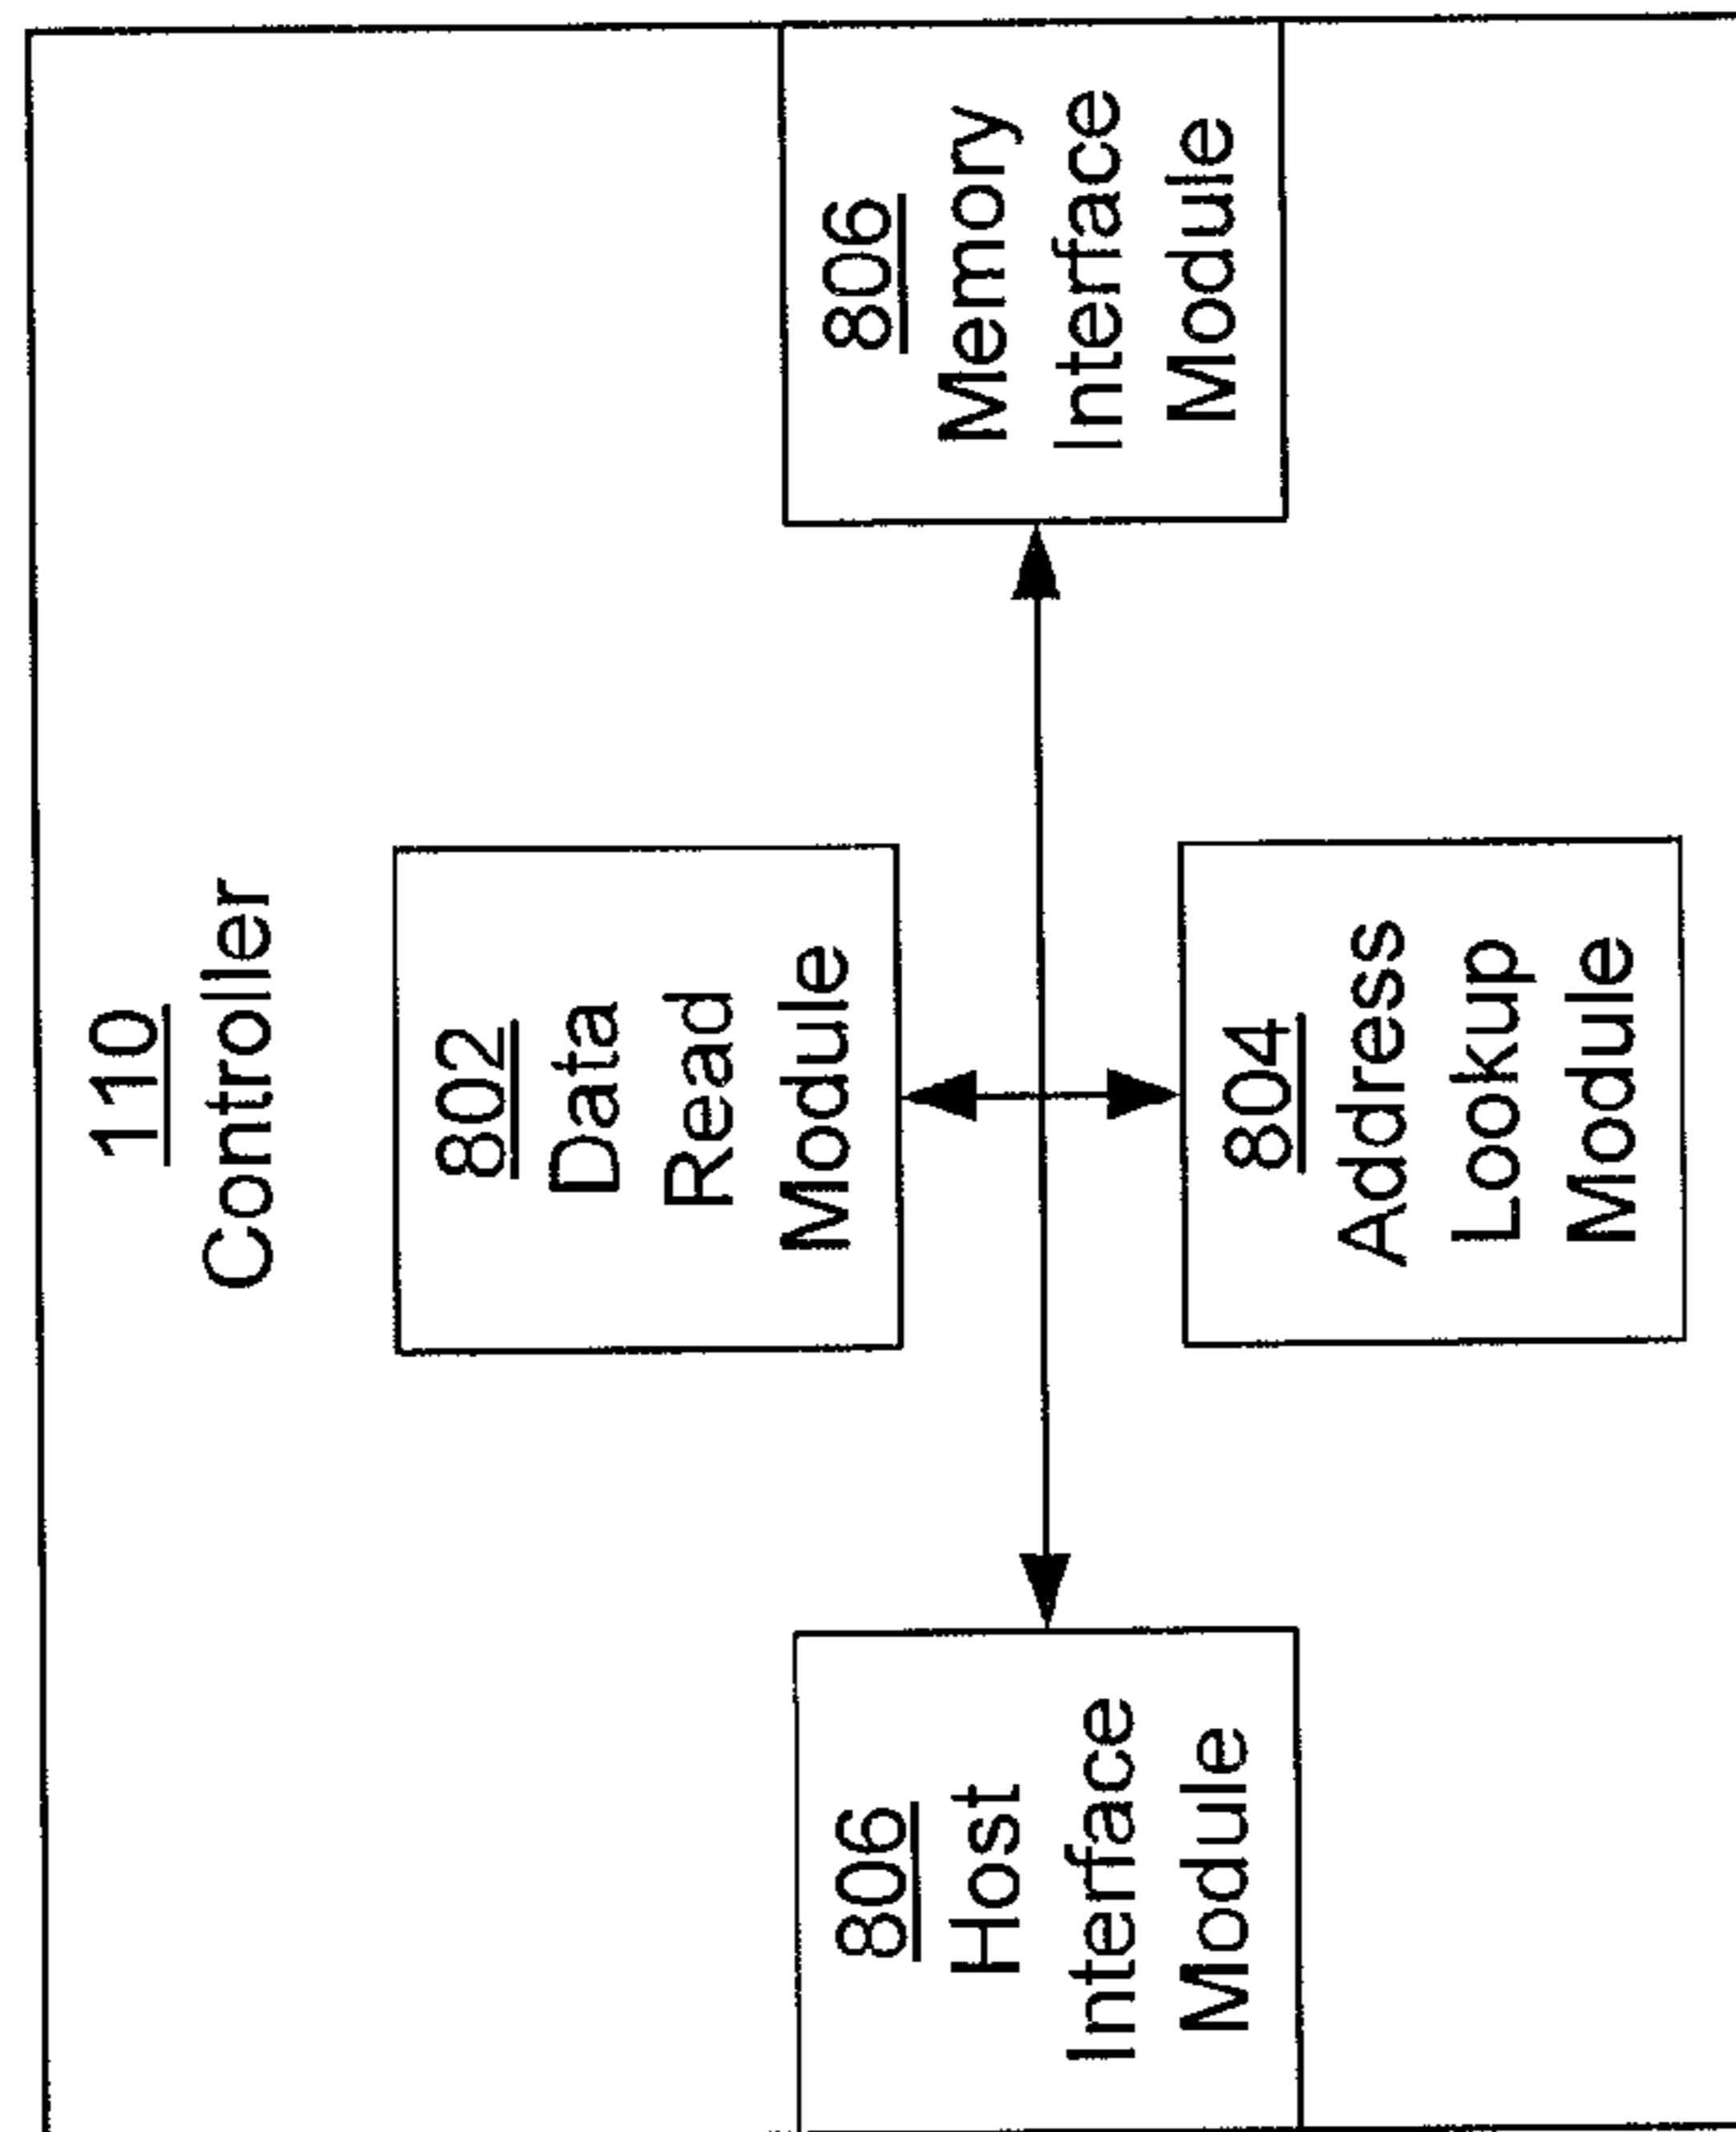 110
Controller
802
Data
Read
Module
806
Host
Interface
Module
806
Memory
Interface
Module
804
Address
Lookup
Module